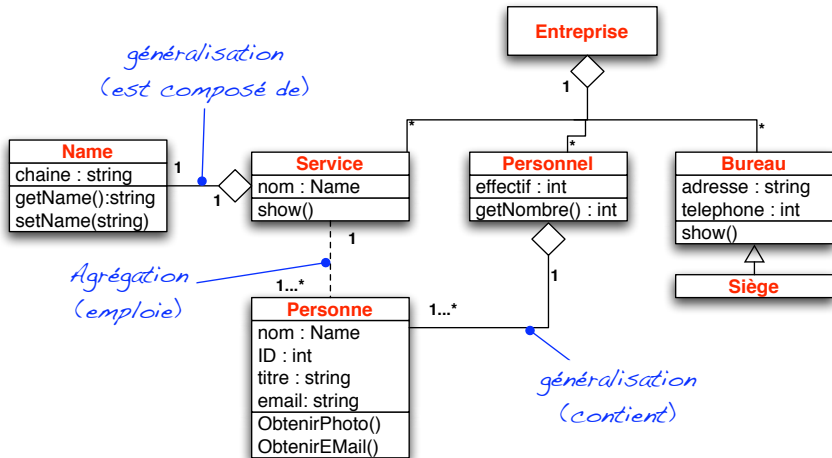 généralisation
(est composé de)
Entreprise
1
*
*
*
Name
chaine : string
getName():string
setName(string)
1
1
Service
nom : Name
show()
Personnel
effectif : int
getNombre() : int
Bureau
adresse : string
telephone : int
show()
Siège
1
1
Agrégation
(emploie)
1...*
1...*
Personne
nom : Name
ID : int
titre : string
email: string
ObtenirPhoto()
ObtenirEMail()
généralisation
(contient)